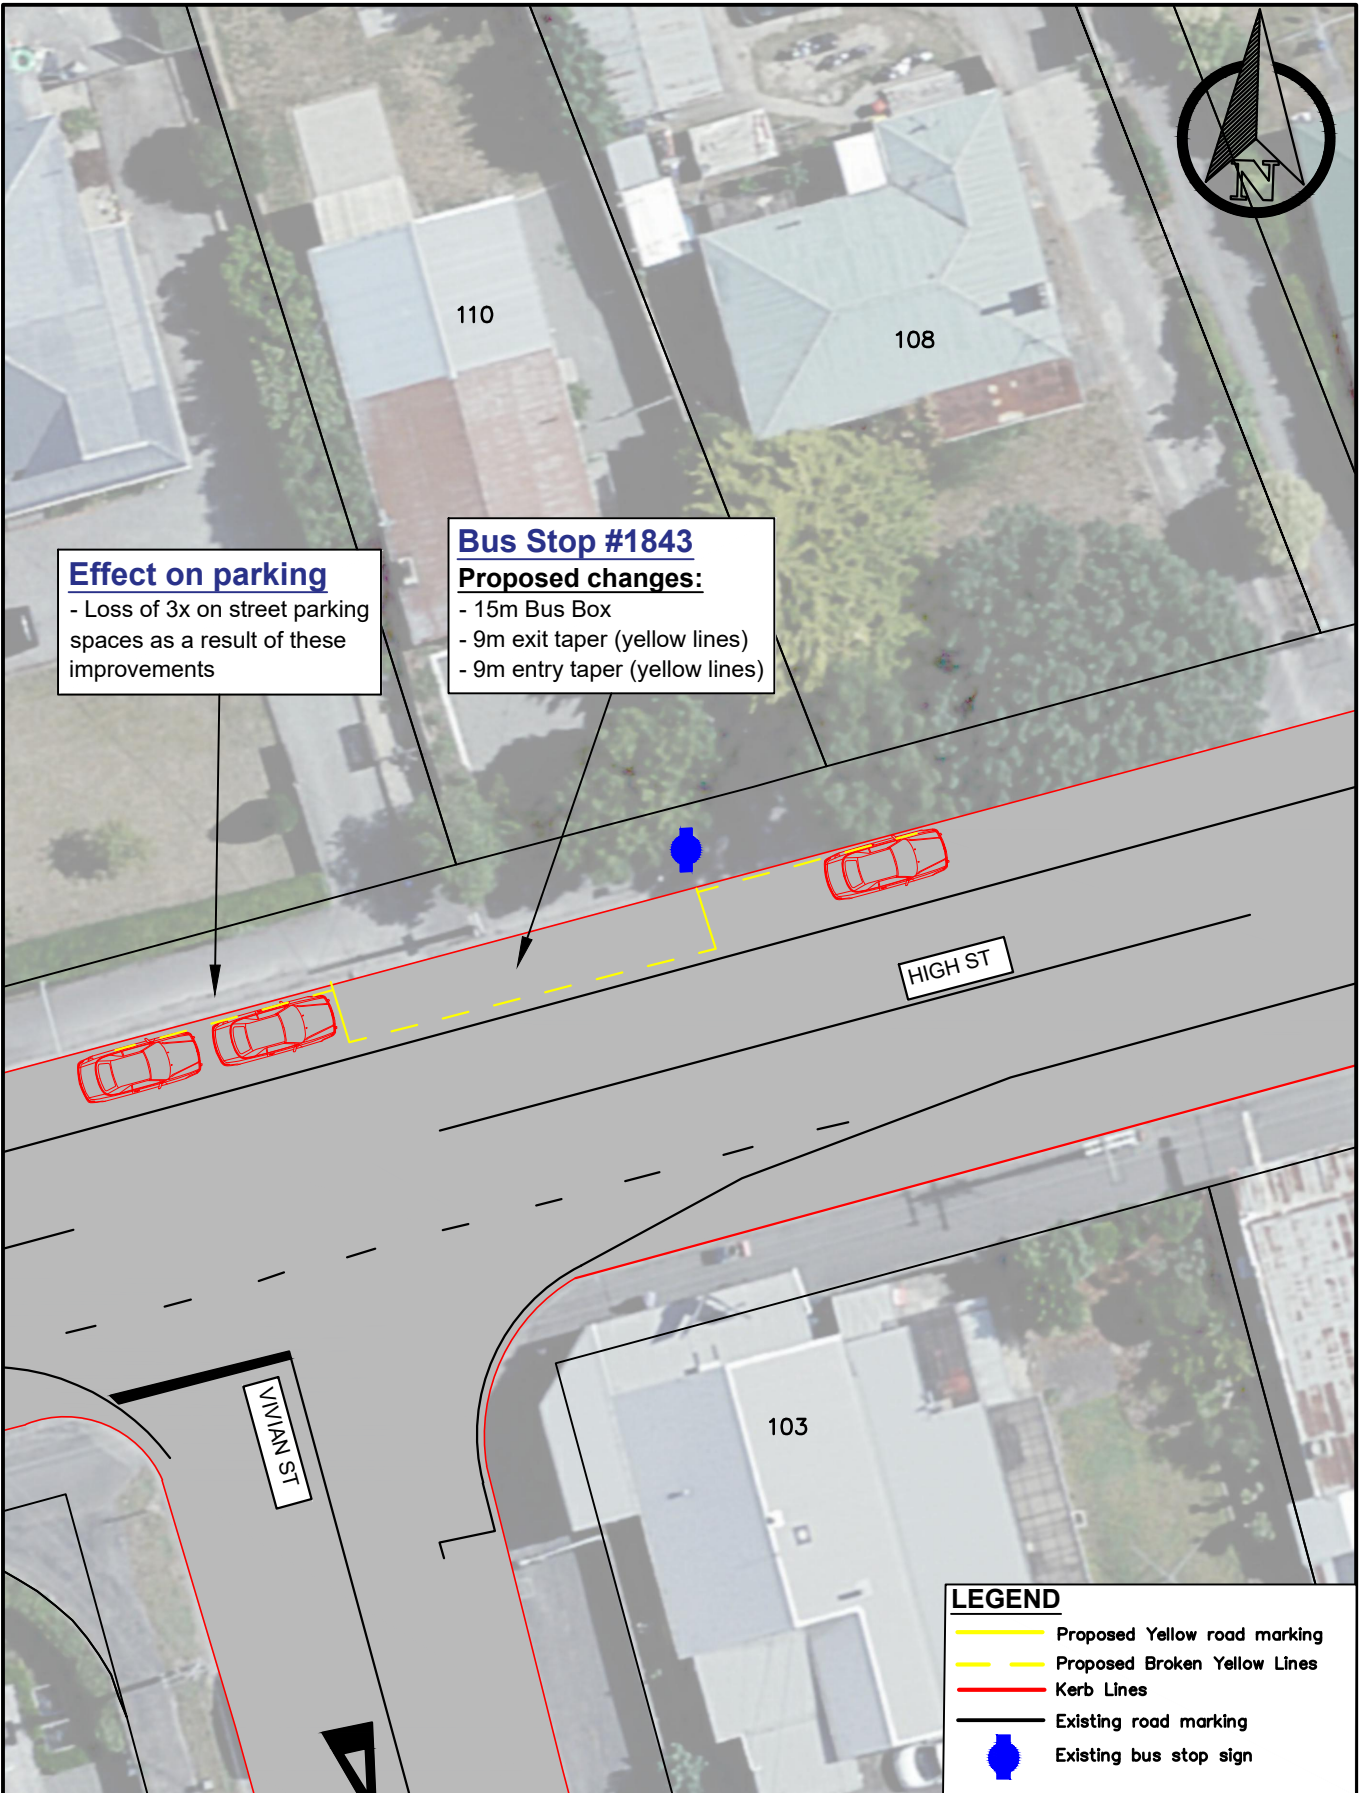 N
110
108
Effect on parking
- Loss of 3x on street parking
spaces as a result of these
improvements
Bus Stop #1843
Proposed changes:
- 15m Bus Box
- 9m exit taper (yellow lines)
- 9m entry taper (yellow lines)
HIGH ST
VIVIAN ST
103
LEGEND
Proposed Yellow road marking
Proposed Broken Yellow Lines
Kerb Lines
Existing road marking
Existing bus stop sign